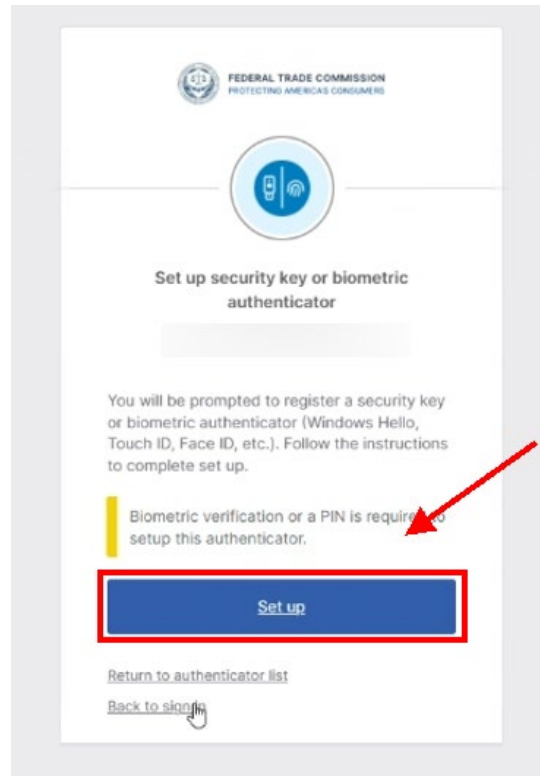 FEDERAL TRADE COMMISSION
PROTECTING AMERICA'S CONSUMERS
Set up security key or biometric
authenticator
You will be prompted to register a security key
or biometric authenticator (Windows Hello,
Touch ID, Face ID, etc.). Follow the instructions
to complete set up.
Biometric verification or a PIN is required to
setup this authenticator.
Set up
Return to authenticator list
Back to sign in